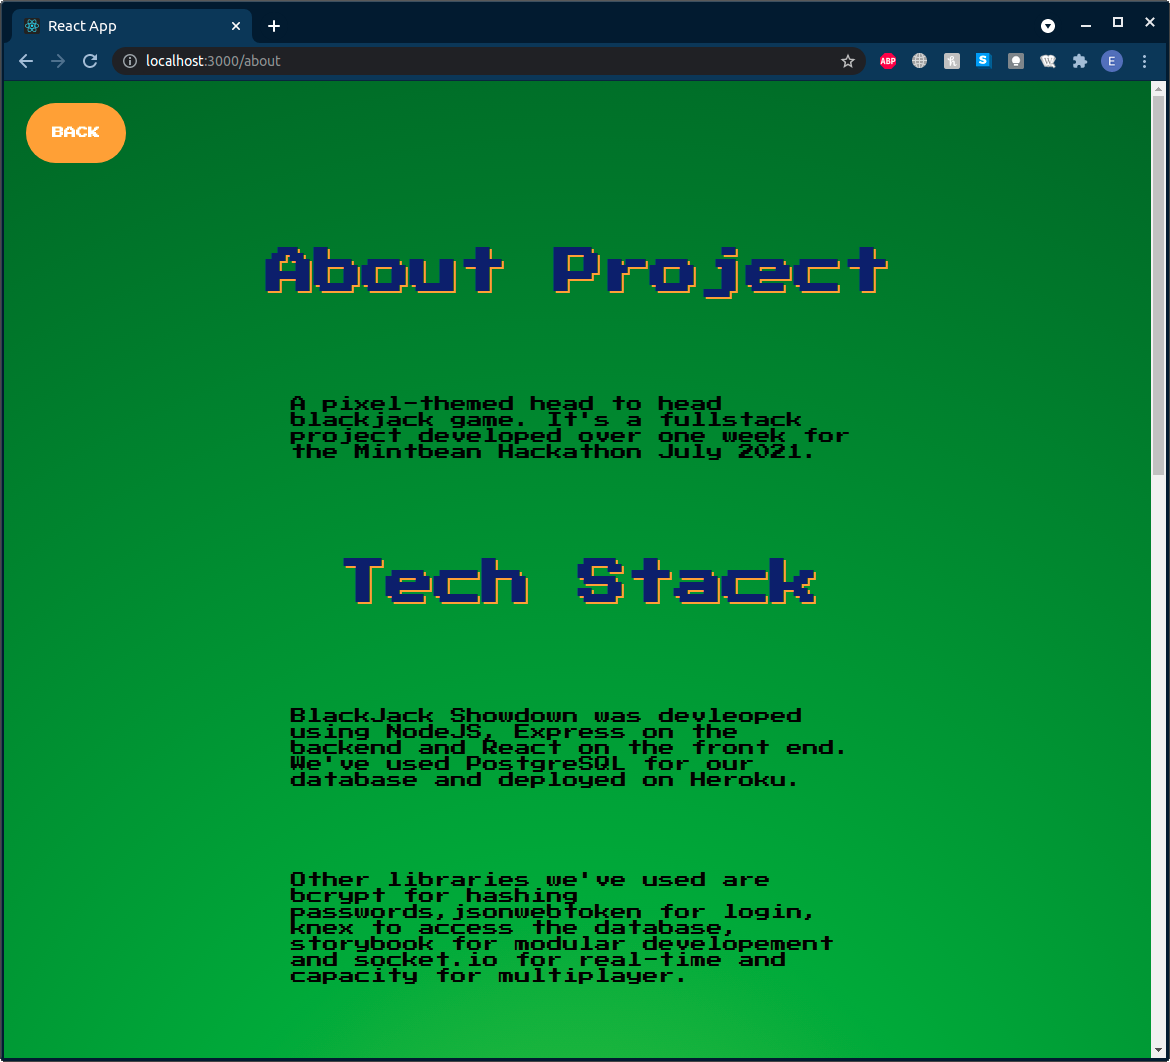 React App
localhost:3000/about
ABP
S
E
BACK
About Project
A pixel-themed head to head
blackjack game. It's a fullstack
project developed over one week for
the Mintbean Hackathon July 2021.
Tech Stack
BlackJack Showdown was devleoped
using NodeJS, Express on the
backend and React on the front end.
We've used PostgreSQL for our
database and deployed on Heroku.
Other libraries we've used are
bcrypt for hashing
passwords,jsonwebtoken for login,
knex to access the database,
storybook for modular developement
and socket.io for real-time and
capacity for multiplayer.